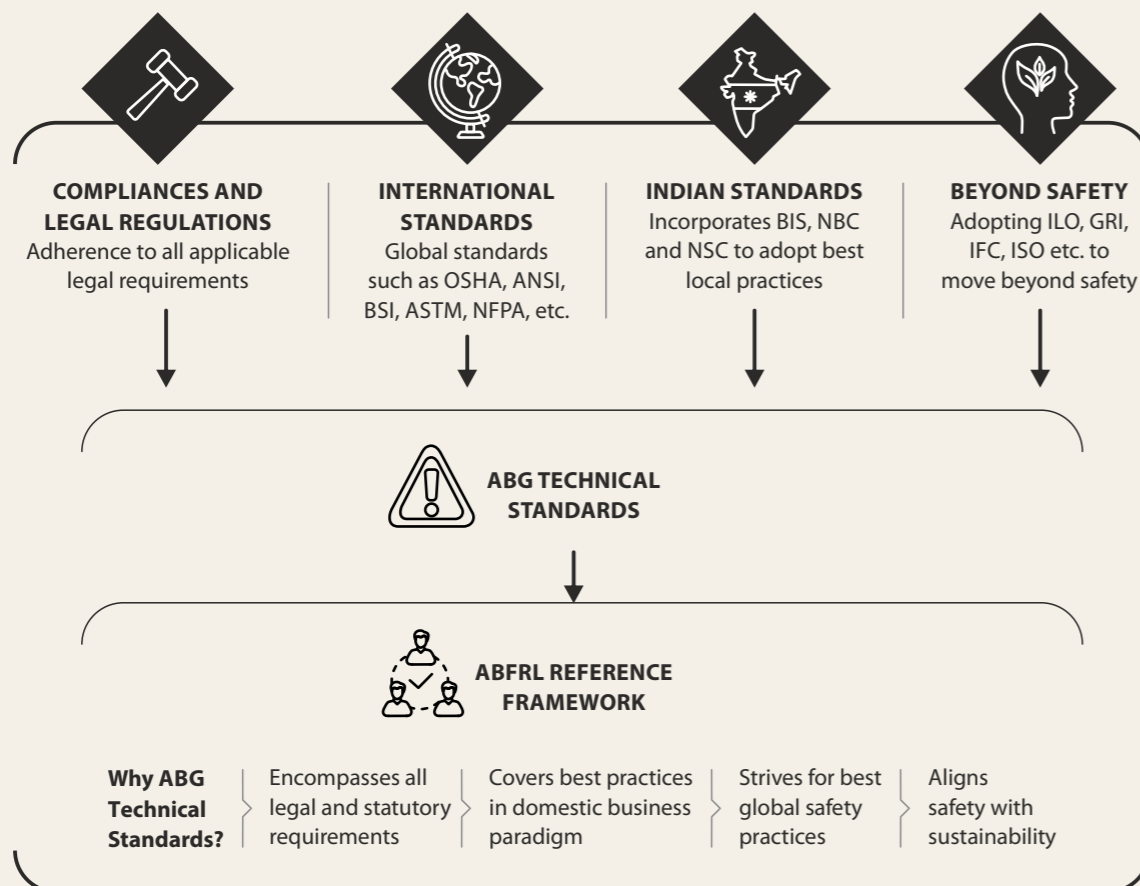 COMPLIANCES AND
LEGAL REGULATIONS
Adherence to all applicable
legal requirements
INTERNATIONAL
STANDARDS
Global standards
such as OSHA, ANSI,
BSI, ASTM, NFPA, etc.
INDIAN STANDARDS
Incorporates BIS, NBC
and NSC to adopt best
local practices
BEYOND SAFETY
Adopting ILO, GRI,
IFC, ISO etc. to
move beyond safety
ABG TECHNICAL
STANDARDS
ABFRL REFERENCE
FRAMEWORK
Why ABG
Technical
Standards?
Encompasses all
legal and statutory
requirements
Covers best practices
in domestic business
paradigm
Strives for best
global safety
practices
Aligns
safety with
sustainability